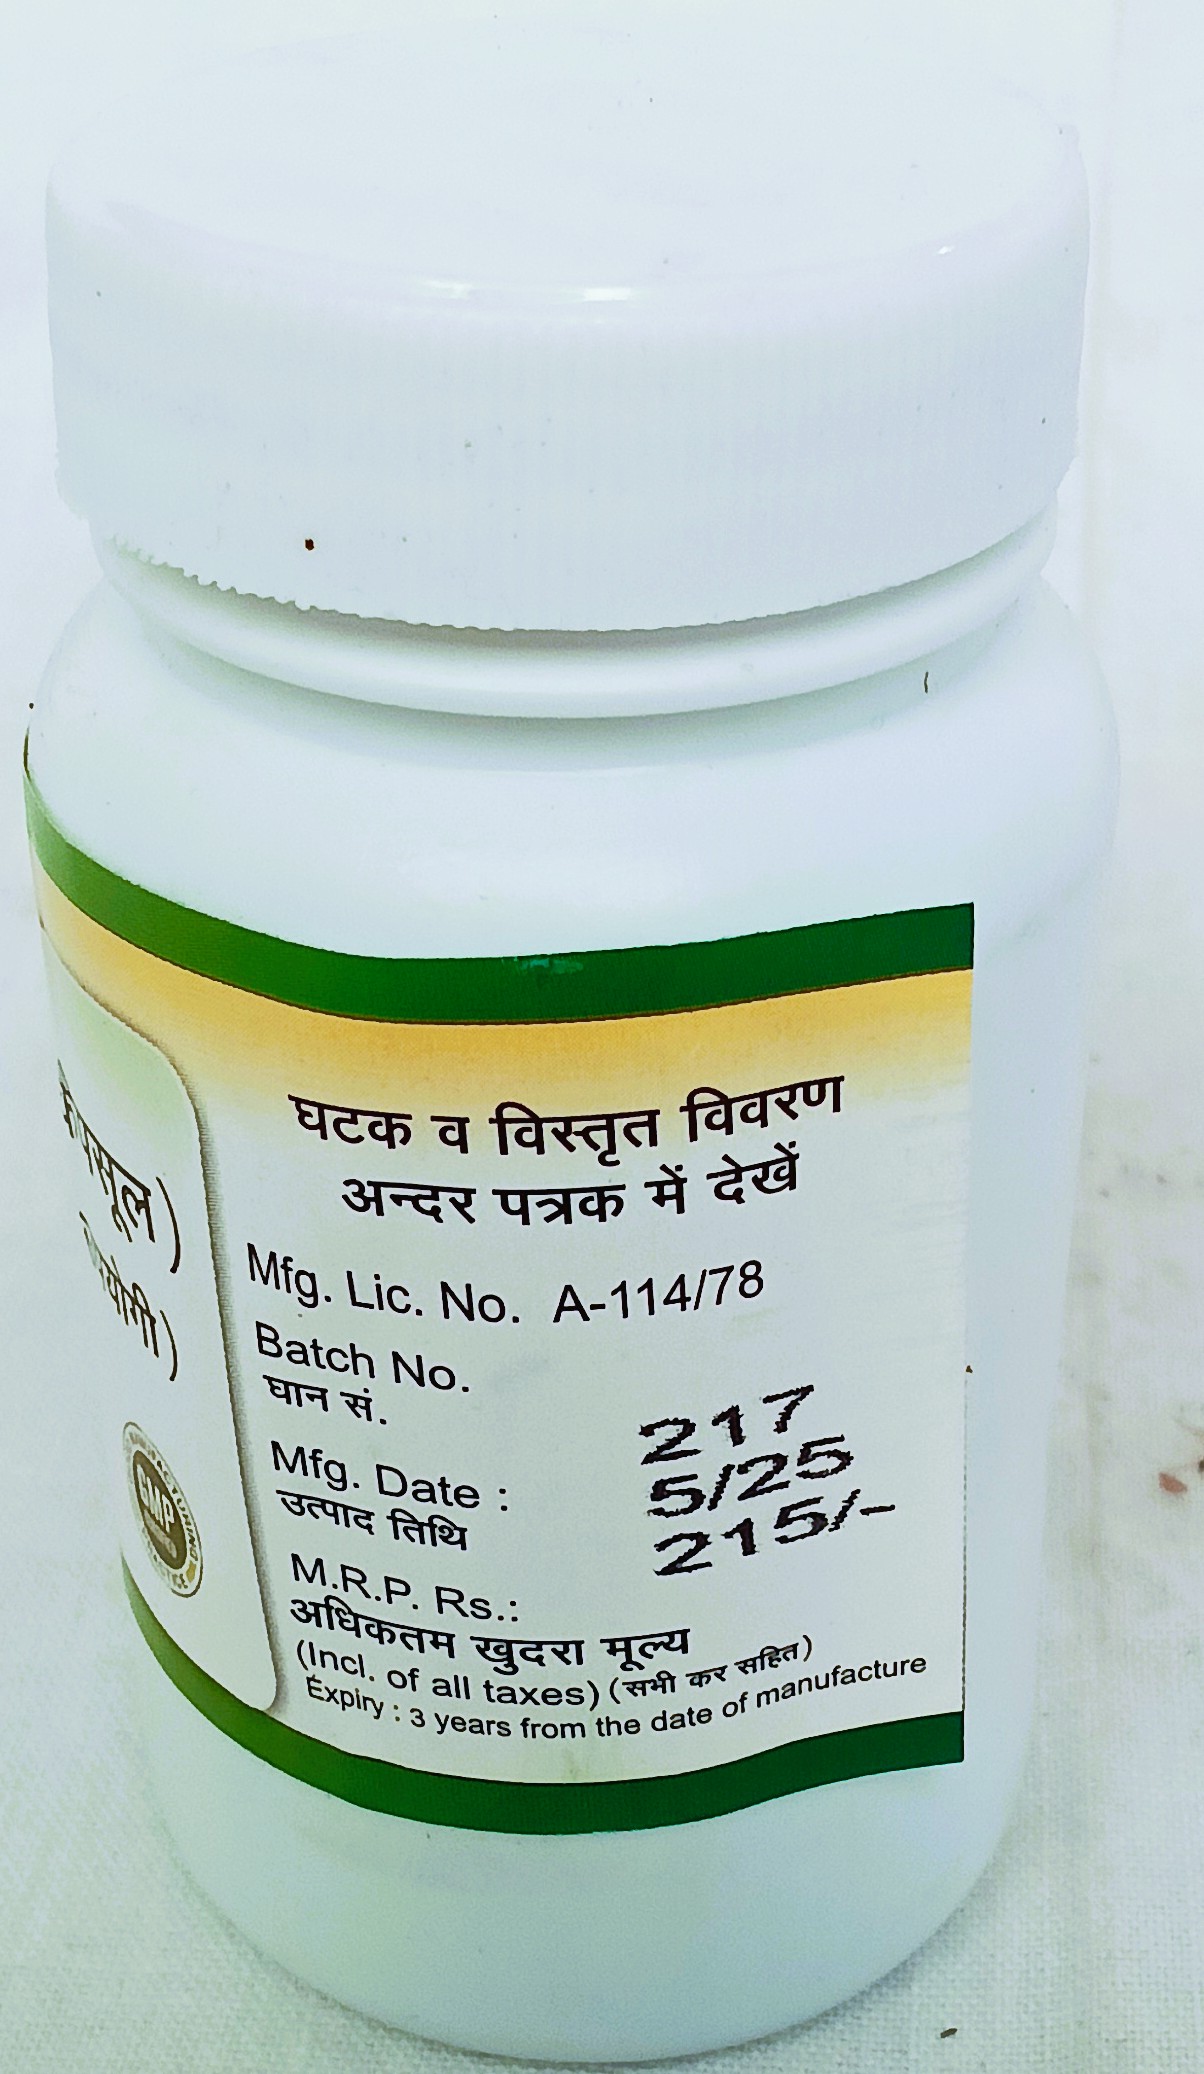 कैपसूल)
घटक व विस्तृत विवरण
अन्दर पत्रक में देखें
Mfg. Lic. No. A-114/78
Batch No.
घान सं.
217
Mfg. Date :
उत्पाद तिथि
5/25
M.R.P. Rs.:
215/-
अधिकतम खुदरा मूल्य
(Incl. of all taxes) (सभी कर सहित)
Expiry : 3 years from the date of manufacture
GMP